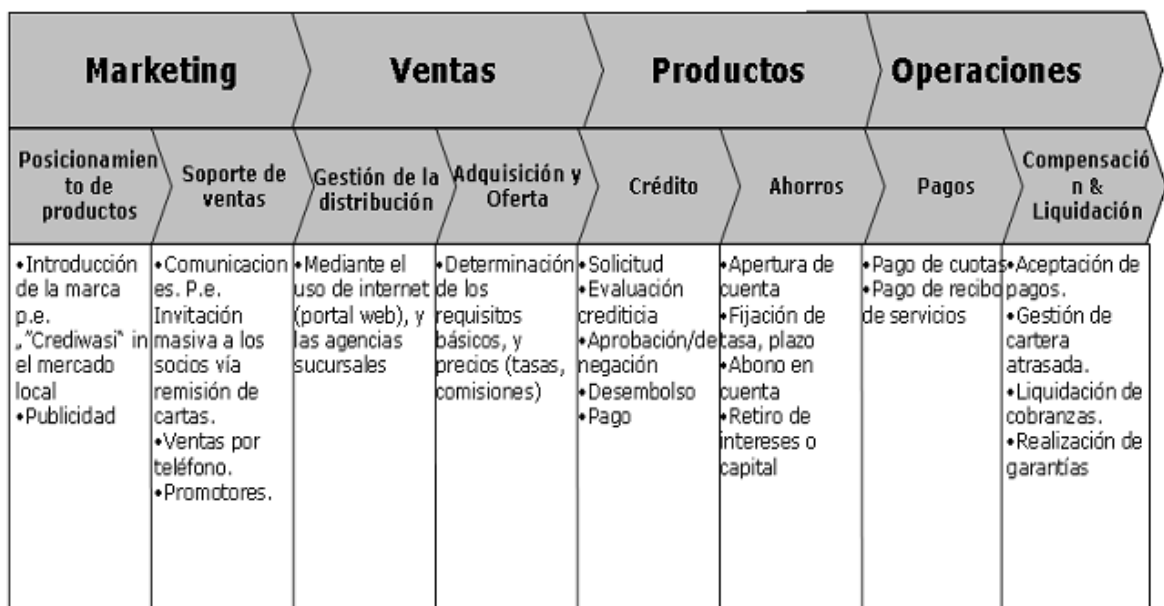 Marketing
Ventas
Productos
Operaciones
Posicionamien
to de
productos
Soporte de
ventas
Gestión de la
distribución
Adquisición y
Oferta
Crédito
Ahorros
Pagos
Compensació
n &
Liquidación
•Introducción
de la marca
p.e.
„"Crediwasi“ in
el mercado
local
•Publicidad
•Comunicacion
es. P.e.
Invitación
masiva a los
socios vía
remisión de
cartas.
•Ventas por
teléfono.
•Promotores.
•Mediante el
uso de internet
(portal web), y
las agencias
sucursales
•Determinación
de los
requisitos
básicos, y
precios (tasas,
comisiones)
•Solicitud
•Evaluación
crediticia
•Aprobación/de
negación
•Desembolso
•Pago
•Apertura de
cuenta
•Fijación de
tasa, plazo
•Abono en
cuenta
•Retiro de
intereses o
capital
•Pago de cuotas
•Pago de recibo
de servicios
•Aceptación de
pagos.
•Gestión de
cartera
atrasada.
•Liquidación de
cobranzas.
•Realización de
garantías